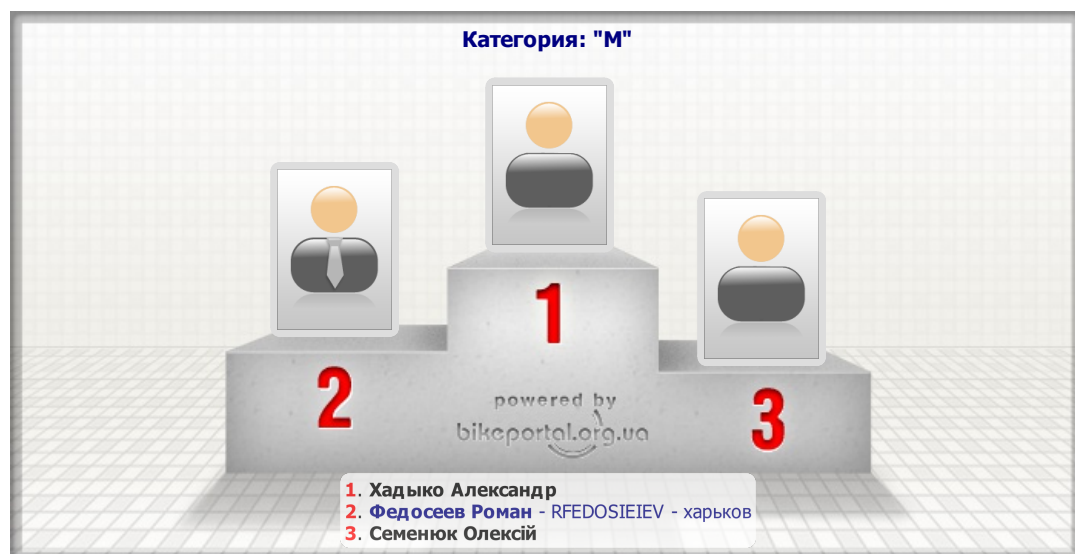 Категория: "М"
1
2
3
powered by
bikeportal.org.ua
1. Хадыко Александр
2. Федосеев Роман - RFEDOSIEIEV - харьков
3. Семенюк Олексій